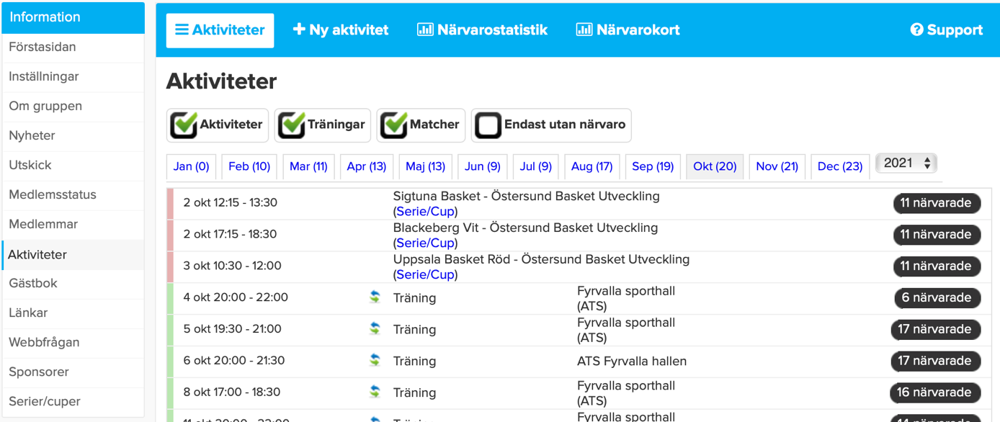 Information
Förstasidan
Inställningar
Om gruppen
Nyheter
Utskick
Medlemsstatus
Medlemmar
Aktiviteter
Gästbok
Länkar
Webbfrågan
Sponsorer
Serier/cuper
Aktiviteter + Ny aktivitet Närvarostatistik Närvarokort Support
Aktiviteter
Aktiviteter Träningar Matcher Endast utan närvaro
Jan (0) Feb (10) Mar (11) Apr (13) Maj (13) Jun (9) Jul (9) Aug (17) Sep (19) Okt (20) Nov (21) Dec (23) 2021
2 okt 12:15 - 13:30 Sigtuna Basket - Östersund Basket Utveckling 11 närvarade
(Serie/Cup)
2 okt 17:15 - 18:30 Blackeberg Vit - Östersund Basket Utveckling 11 närvarade
(Serie/Cup)
3 okt 10:30 - 12:00 Uppsala Basket Röd - Östersund Basket Utveckling 11 närvarade
(Serie/Cup)
4 okt 20:00 - 22:00 Träning Fyrvalla sporthall 6 närvarade
(ATS)
5 okt 19:30 - 21:00 Träning Fyrvalla sporthall 17 närvarade
(ATS)
6 okt 20:00 - 21:30 Träning ATS Fyrvalla hallen 17 närvarade
8 okt 17:00 - 18:30 Träning Fyrvalla sporthall 16 närvarade
(ATS)
Fyrvalla sporthall